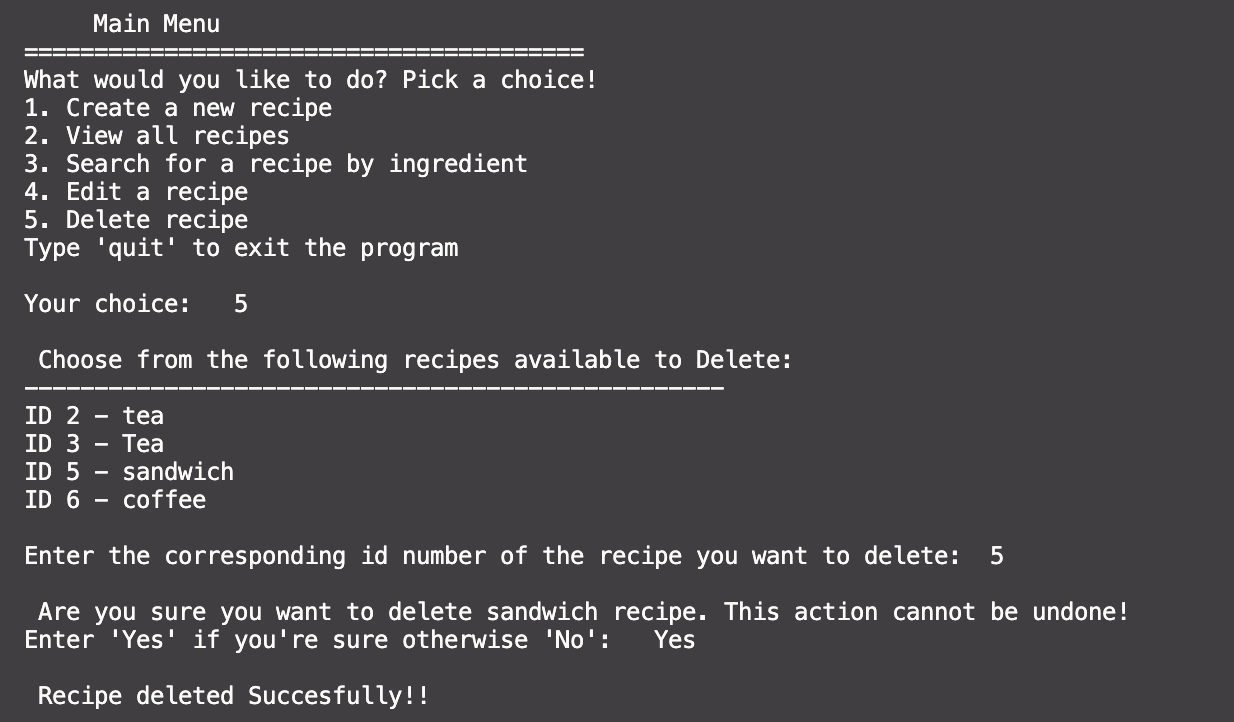 Main Menu
========================================
What would you like to do? Pick a choice!
1. Create a new recipe
2. View all recipes
3. Search for a recipe by ingredient
4. Edit a recipe
5. Delete recipe
Type 'quit' to exit the program
Your choice:   5
Choose from the following recipes available to Delete:
--------------------------------------------------
ID 2 - tea
ID 3 - Tea
ID 5 - sandwich
ID 6 - coffee
Enter the corresponding id number of the recipe you want to delete:  5
Are you sure you want to delete sandwich recipe. This action cannot be undone!
Enter 'Yes' if you're sure otherwise 'No':   Yes
Recipe deleted Succesfully!!